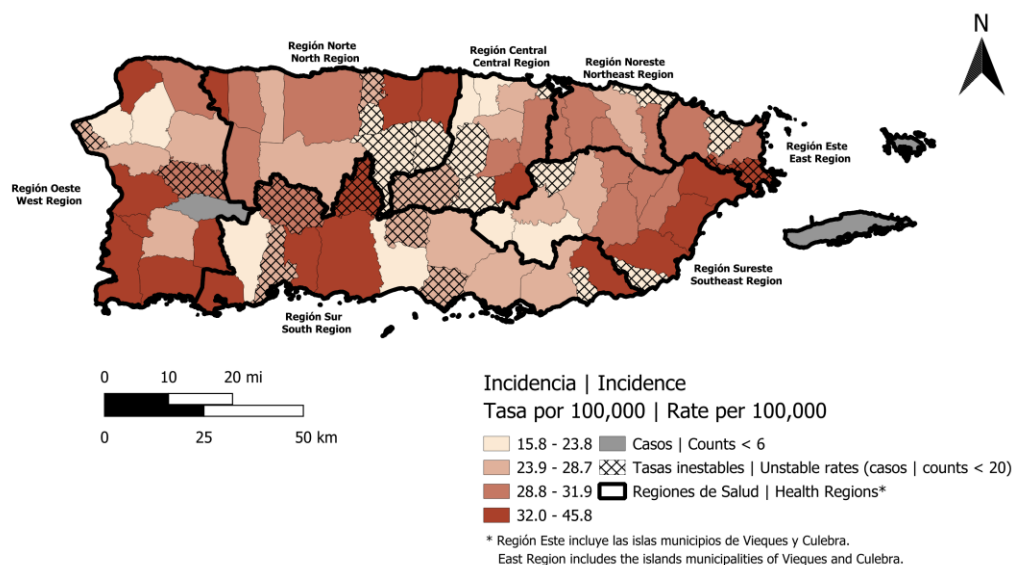 N
Región Norte
North Region
Región Central
Central Region
Región Noreste
Northeast Region
Región Este
East Region
Región Oeste
West Region
Región Sureste
Southeast Region
Región Sur
South Region
0 10 20 mi
0 25 50 km
Incidencia | Incidence
Tasa por 100,000 | Rate per 100,000
15.8 - 23.8 Casos | Counts < 6
23.9 - 28.7 Tasas inestables | Unstable rates (casos | counts < 20)
28.8 - 31.9 Regiones de Salud | Health Regions*
32.0 - 45.8
* Región Este incluye las islas municipios de Vieques y Culebra.
East Region includes the islands municipalities of Vieques and Culebra.